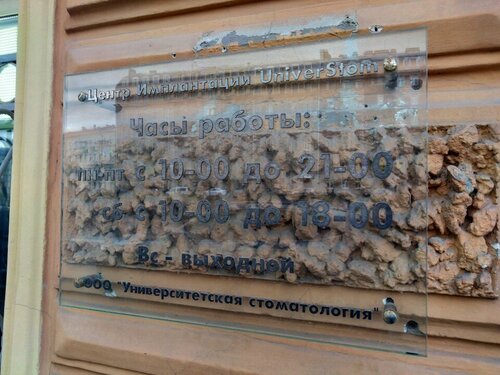 Центр Имплантации UniverStom
Часы работы:
пн-пт с 10-00 до 21-00
сб с 10-00 до 18-00
Вс - выходной
ООО "Университетская стоматология"